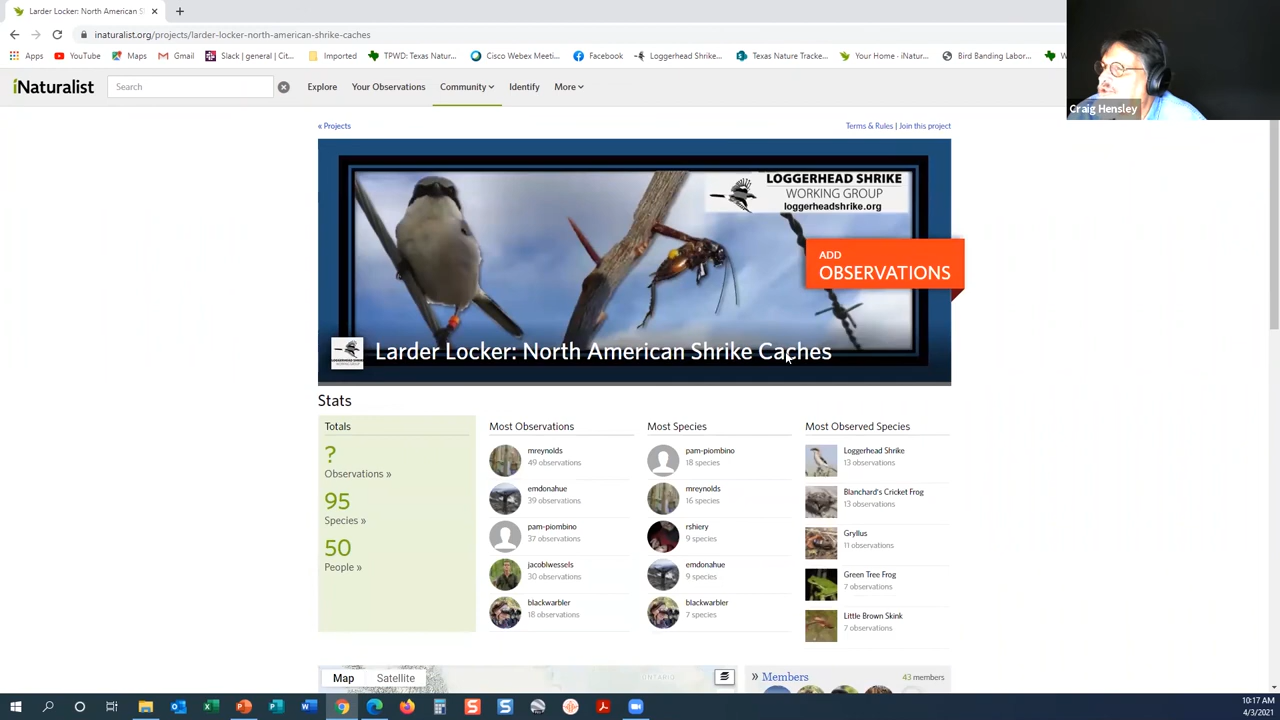 Larder Locker: North American S
inaturalist.org/projects/larder-locker-north-american-shrike-caches
Apps
YouTube
Maps
Gmail
Slack | general | Cit...
Imported
TPWD: Texas Natur...
Cisco Webex Meeti...
Facebook
Loggerhead Shrike...
Texas Nature Tracke...
Your Home · iNatur...
Bird Banding Labor...
Craig Hensley
iNaturalist
Search
Explore
Your Observations
Community
Identify
More
« Projects
Terms & Rules | Join this project
LOGGERHEAD SHRIKE
WORKING GROUP
loggerheadshrike.org
ADD
OBSERVATIONS
Larder Locker: North American Shrike Caches
Stats
Totals
?
Observations »
95
Species »
50
People »
Most Observations
mreynolds
49 observations
emdonahue
39 observations
pam-piombino
37 observations
jacoblwessels
30 observations
blackwarbler
18 observations
Most Species
pam-piombino
18 species
mreynolds
16 species
rshiery
9 species
emdonahue
9 species
blackwarbler
7 species
Most Observed Species
Loggerhead Shrike
13 observations
Blanchard's Cricket Frog
13 observations
Gryllus
11 observations
Green Tree Frog
7 observations
Little Brown Skink
7 observations
Map
Satellite
ONTARIO
» Members
43 members
10:17 AM
4/3/2021